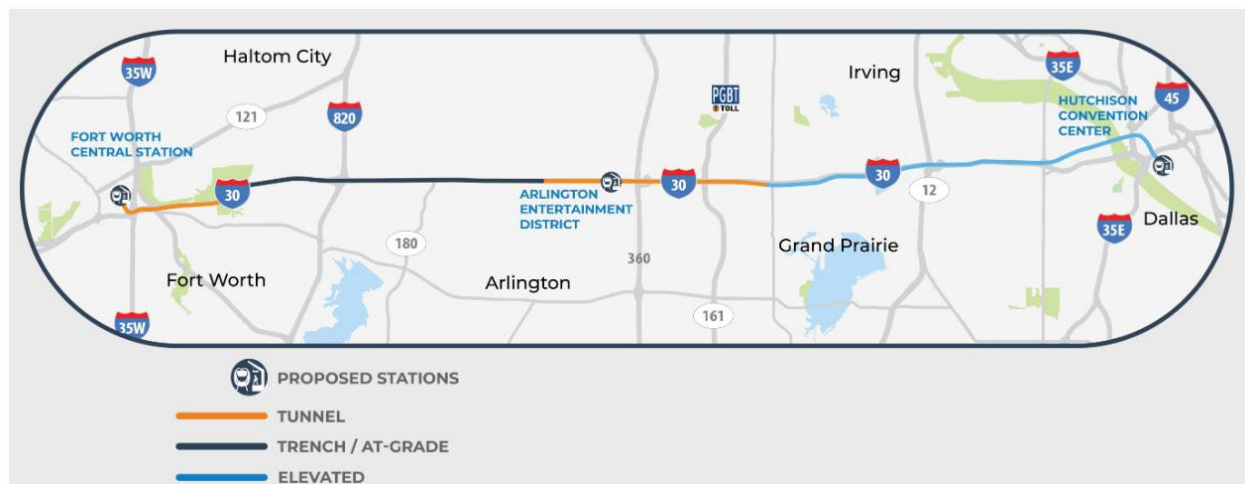 Haltom City
35W
121
820
FORT WORTH
CENTRAL STATION
30
Fort Worth
35W
180
ARLINGTON
ENTERTAINMENT
DISTRICT
Arlington
360
30
PGBT
TOLL
161
Irving
30
12
Grand Prairie
35E
45
HUTCHISON
CONVENTION
CENTER
35E
Dallas
PROPOSED STATIONS
TUNNEL
TRENCH / AT-GRADE
ELEVATED